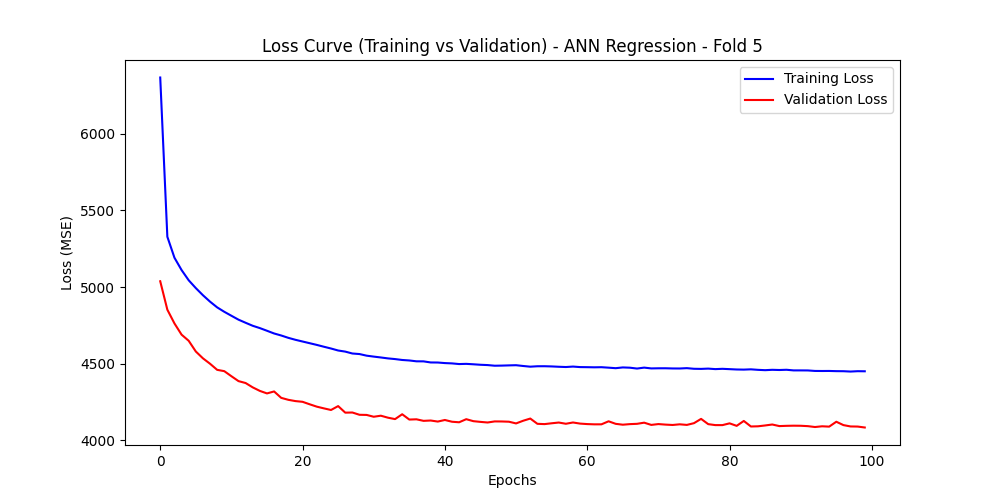 Loss Curve (Training vs Validation) - ANN Regression - Fold 5
Training Loss
Validation Loss
6000
5500
5000
4500
4000
Loss (MSE)
0 20 40 60 80 100
Epochs